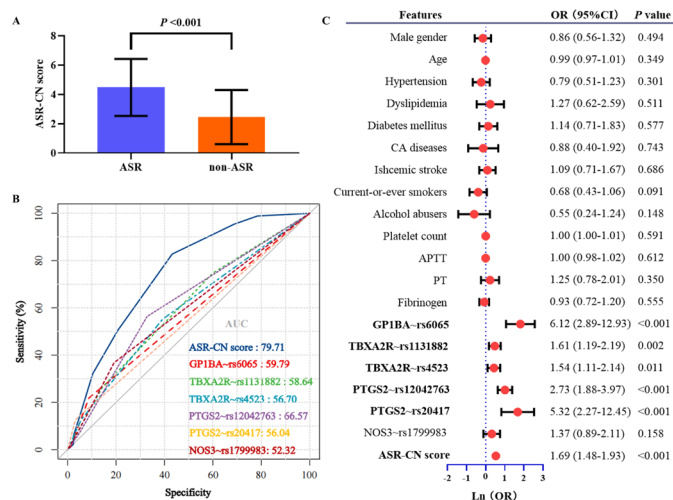 A
P <0.001
ASR-CN score
8
6
4
2
0
ASR
non-ASR
B
Sensitivity (%)
100
80
60
40
20
0
AUC
ASR-CN score : 79.71
GP1BA~rs6065 : 59.79
TBXA2R~rs1131882 : 58.64
TBXA2R~rs4523 : 56.70
PTGS2~rs12042763 : 66.57
PTGS2~rs20417 : 56.04
NOS3~rs1799983 : 52.32
0 20 40 60 80 100
Specificity
C
Features OR (95%CI) P value
Male gender 0.86 (0.56-1.32) 0.494
Age 0.99 (0.97-1.01) 0.349
Hypertension 0.79 (0.51-1.23) 0.301
Dyslipidemia 1.27 (0.62-2.59) 0.511
Diabetes mellitus 1.14 (0.71-1.83) 0.577
CA diseases 0.88 (0.40-1.92) 0.743
Ishcemic stroke 1.09 (0.71-1.67) 0.686
Current-or-ever smokers 0.68 (0.43-1.06) 0.091
Alcohol abusers 0.55 (0.24-1.24) 0.148
Platelet count 1.00 (1.00-1.01) 0.591
APTT 1.00 (0.98-1.02) 0.612
PT 1.25 (0.78-2.01) 0.350
Fibrinogen 0.93 (0.72-1.20) 0.555
GP1BA~rs6065 6.12 (2.89-12.93) <0.001
TBXA2R~rs1131882 1.61 (1.19-2.19) 0.002
TBXA2R~rs4523 1.54 (1.11-2.14) 0.011
PTGS2~rs12042763 2.73 (1.88-3.97) <0.001
PTGS2~rs20417 5.32 (2.27-12.45) <0.001
NOS3~rs1799983 1.37 (0.89-2.11) 0.158
ASR-CN score 1.69 (1.48-1.93) <0.001
-2 -1 0 1 2 3
Ln (OR)